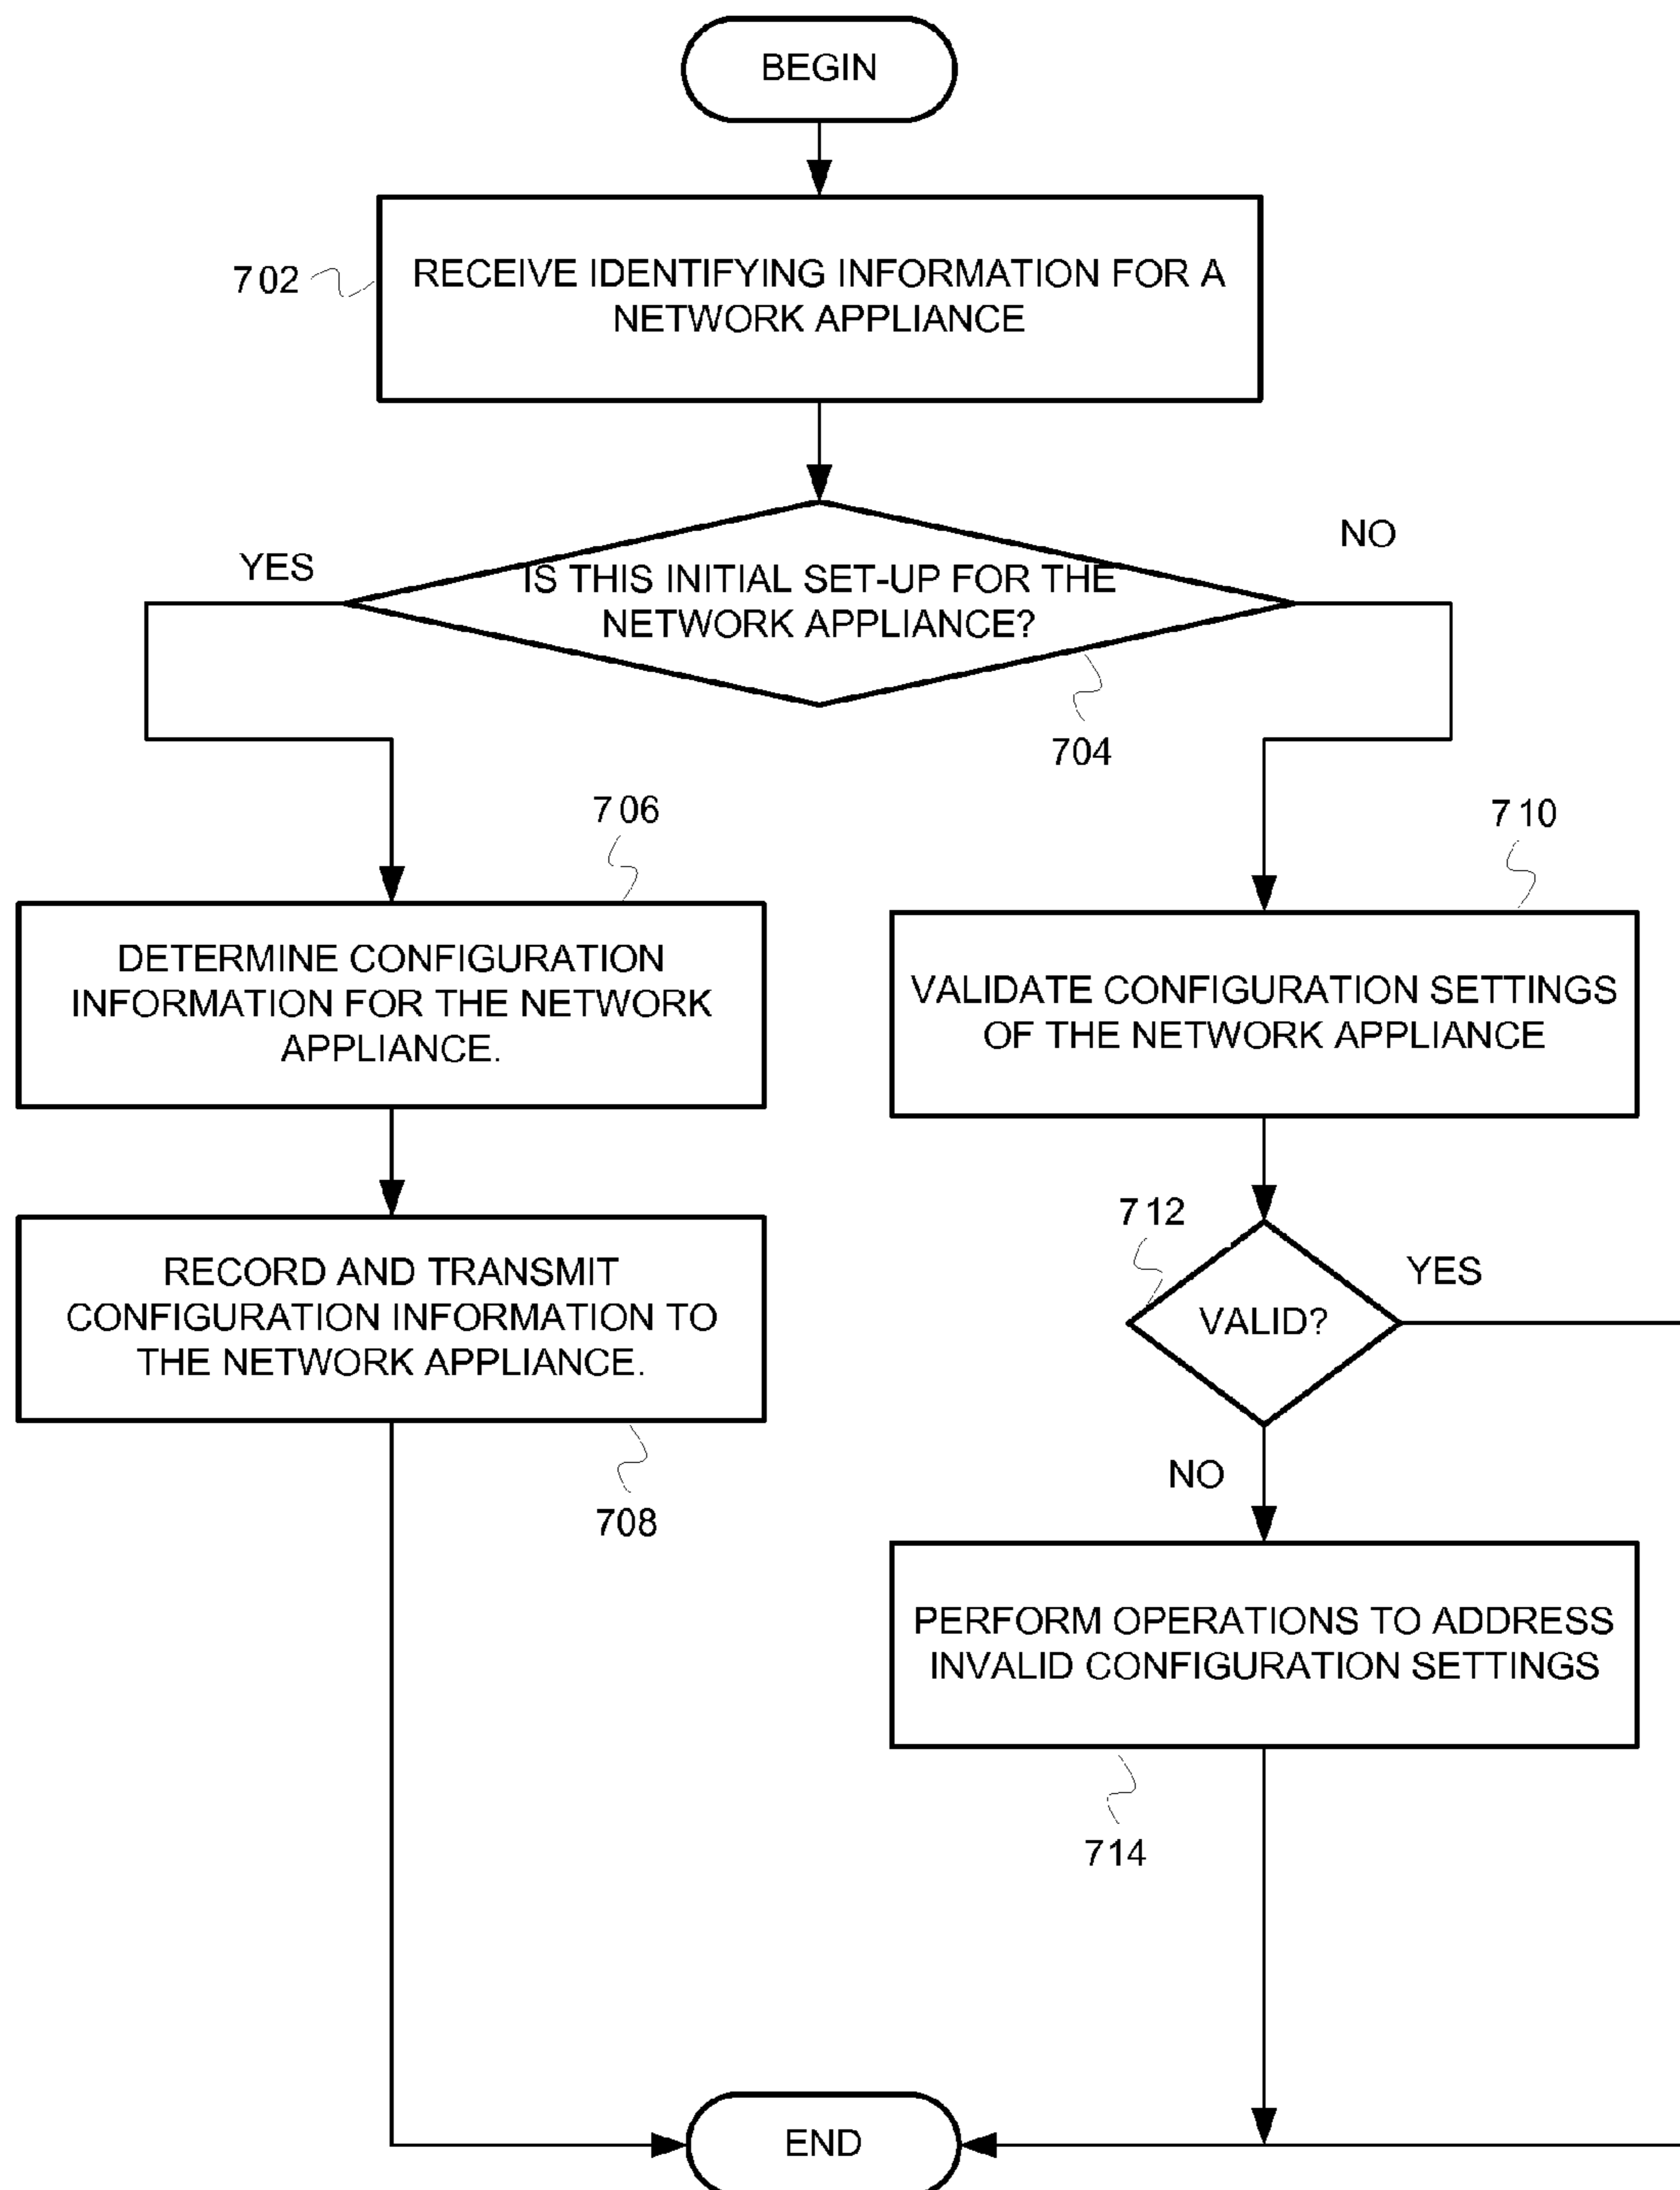 BEGIN
702
RECEIVE IDENTIFYING INFORMATION FOR A
NETWORK APPLIANCE
YES
NO
IS THIS INITIAL SET-UP FOR THE
NETWORK APPLIANCE?
704
706
710
DETERMINE CONFIGURATION
INFORMATION FOR THE NETWORK
APPLIANCE.
VALIDATE CONFIGURATION SETTINGS
OF THE NETWORK APPLIANCE
712
YES
VALID?
RECORD AND TRANSMIT
CONFIGURATION INFORMATION TO
THE NETWORK APPLIANCE.
NO
708
PERFORM OPERATIONS TO ADDRESS
INVALID CONFIGURATION SETTINGS
714
END